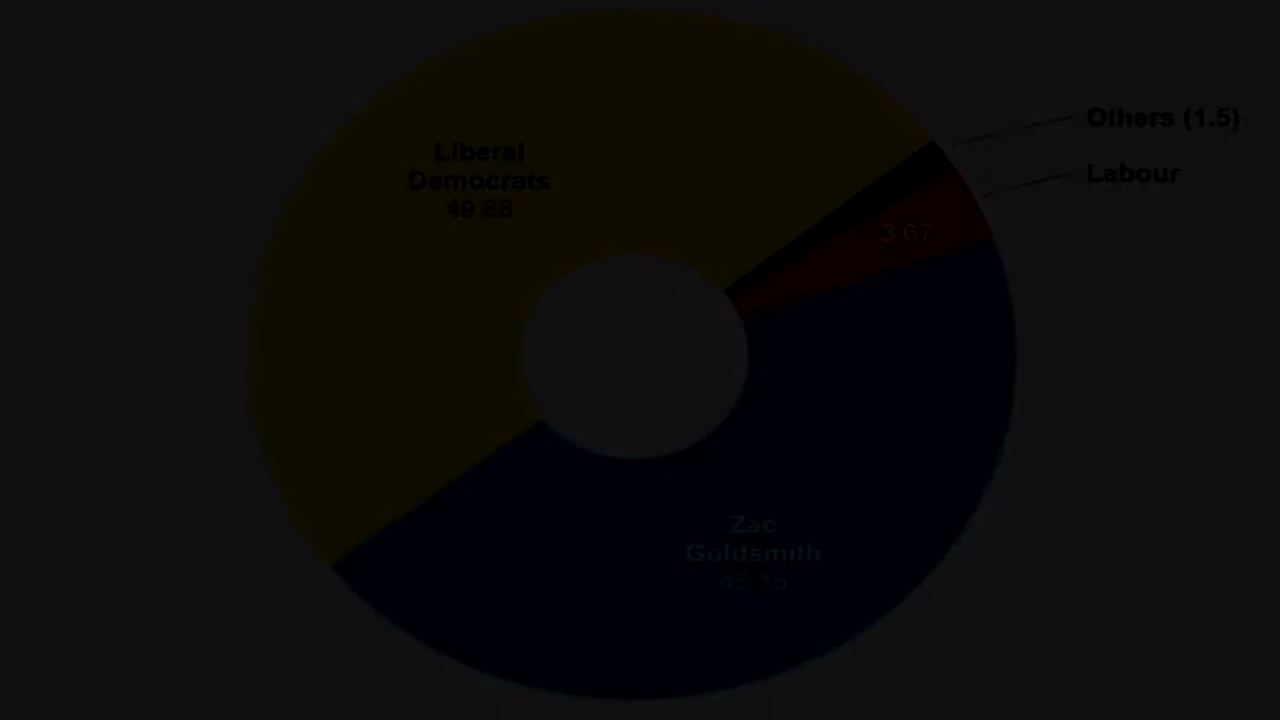 Others (1.5)
Labour
Liberal
Democrats
49.68
3.67
Zac
Goldsmith
45.15